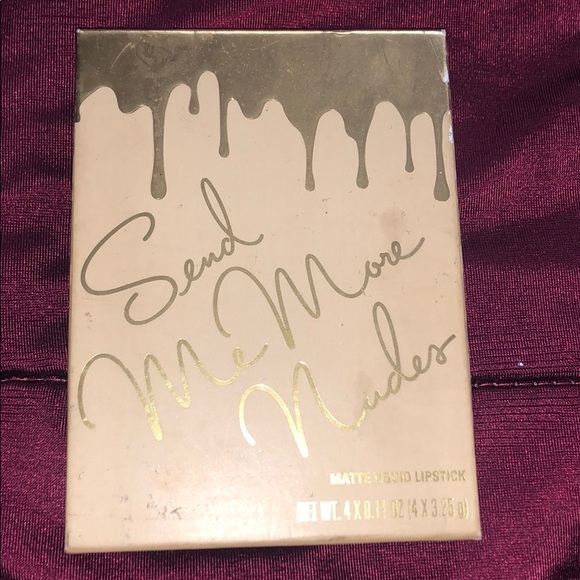 Send
Me More
Nudes
MATTE LIQUID LIPSTICK
NET WT. 4 X 0.11 OZ (4 X 3.25 g)